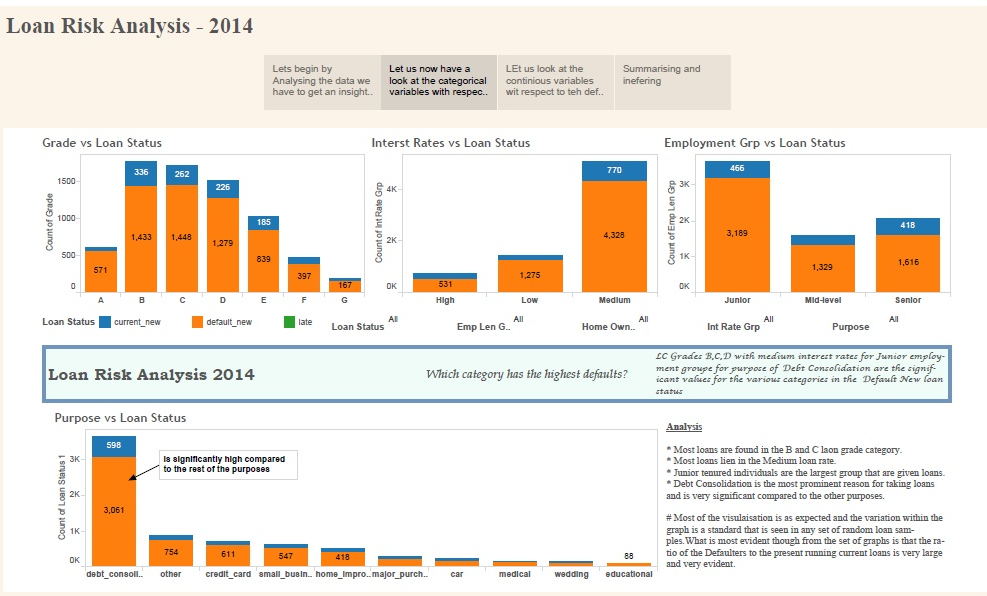 Loan Risk Analysis - 2014
Lets begin by
Analysing the data we
have to get an insight..
Let us now have a
look at the categorical
variables with respec..
LEt us look at the
continious variables
wit respect to teh def..
Summarising and
inefering
Grade vs Loan Status
Interst Rates vs Loan Status
Employment Grp vs Loan Status
Count of Grade
1500
1000
500
0
336
262
226
185
1,433
1,448
1,279
839
571
397
167
A B C D E F G
Count of Int Rate Grp
4K
2K
0K
770
4,328
1,275
531
High Low Medium
Count of Emp Len Grp
3K
2K
1K
0K
466
3,189
1,329
418
1,616
Junior Mid-level Senior
Loan Status current_new default_new late
Loan Status All
Emp Len G.. All
Home Own.. All
Int Rate Grp All
Purpose All
Loan Risk Analysis 2014
Which category has the highest defaults?
LC Grades B,C,D with medium interest rates for Junior employ-
ment groupe for purpose of Debt Consolidation are the signif-
icant values for the various categories in the Default New loan
status
Purpose vs Loan Status
Count of Loan Status 1
3K
2K
1K
0K
598
3,061
is significantly high compared
to the rest of the purposes
754
611
547
418
88
debt_consoli.. other credit_card small_busin.. home_impro.. major_purch.. car medical wedding educational
Analysis
* Most loans are found in the B and C laon grade category.
* Most loans lien in the Medium loan rate.
* Junior tenured individuals are the largest group that are given loans.
* Debt Consolidation is the most prominent reason for taking loans
and is very significant compared to the other purposes.
# Most of the visulaisation is as expected and the variation within the
graph is a standard that is seen in any set of random loan sam-
ples.What is most evident though from the set of graphs is that the ra-
tio of the Defaulters to the present running current loans is very large
and very evident.